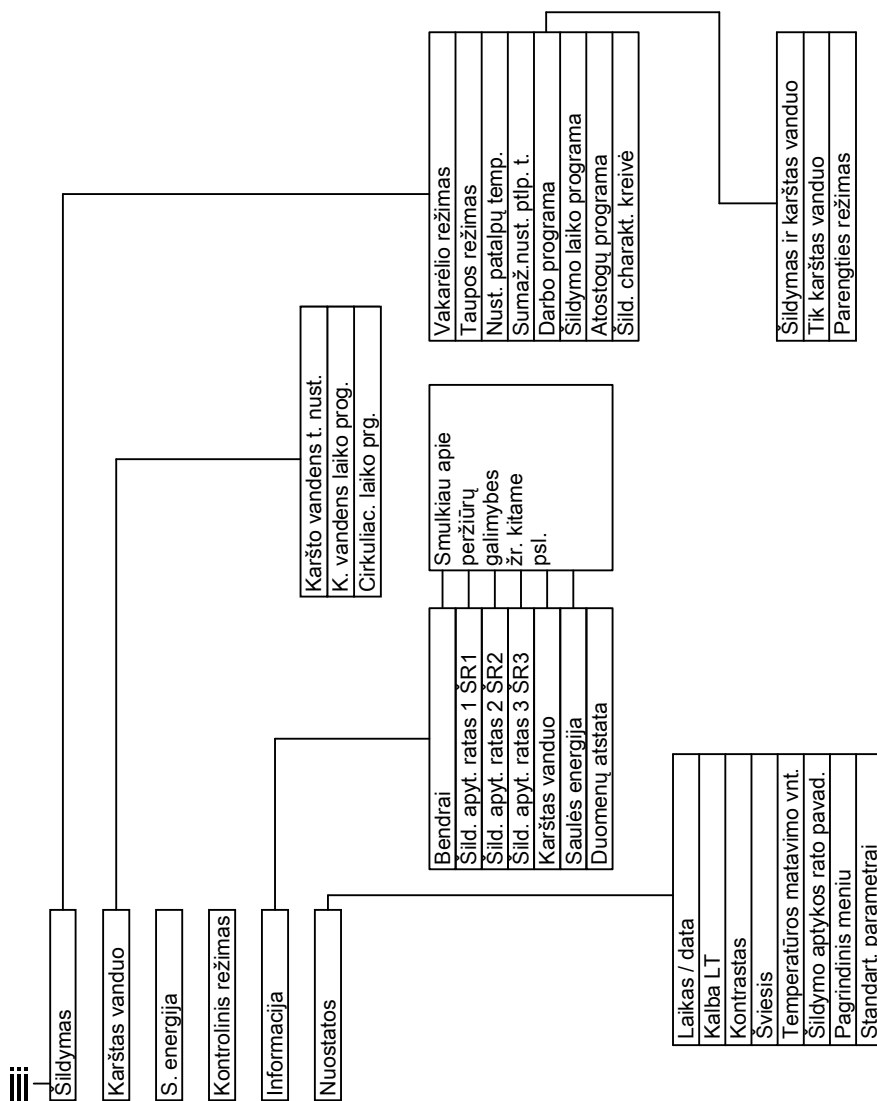 Šildymas
Karštas vanduo
S. energija
Kontrolinis režimas
Informacija
Nuostatos
Vakarėlio režimas
Taupos režimas
Nust. patalpų temp.
Sumaž.nust. ptlp. t.
Darbo programa
Šildymo laiko programa
Atostogų programa
Šild. charakt. kreivė
Šildymas ir karštas vanduo
Tik karštas vanduo
Parengties režimas
Karšto vandens t. nust.
K. vandens laiko prog.
Cirkuliac. laiko prg.
Bendrai
Šild. apyt. ratas 1 ŠR1
Šild. apyt. ratas 2 ŠR2
Šild. apyt. ratas 3 ŠR3
Karštas vanduo
Saulės energija
Duomenų atstata
Smulkiau apie
peržiūrų
galimybes
žr. kitame
psl.
Laikas / data
Kalba LT
Kontrastas
Šviesis
Temperatūros matavimo vnt.
Šildymo aptykos rato pavad.
Pagrindinis meniu
Standart. parametrai